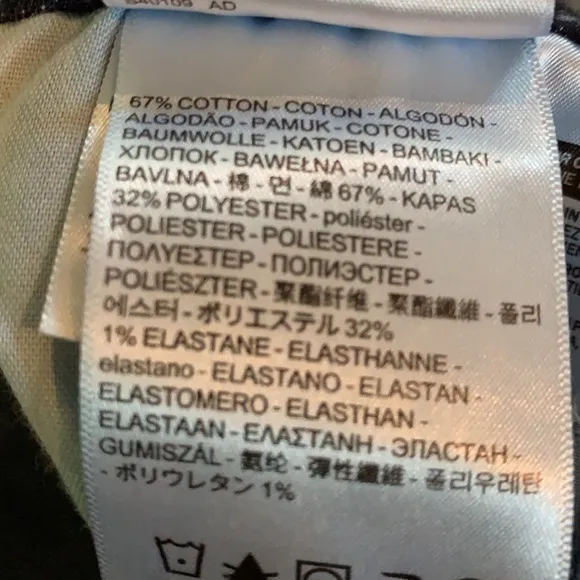 840109 AD
67% COTTON - COTON - ALGODÓN -
ALGODÃO - PAMUK - COTONE -
BAUMWOLLE - KATOEN - BAMBAKI -
ХЛОПОК - BAWEŁNA - PAMUT -
BAVLNA - 棉 - 면 - 綿 67% - KAPAS
32% POLYESTER - poliéster -
POLIESTER - POLIESTERE -
ΠΟΛΥΕΣΤΕΡ - ПОЛИЭСТЕР -
POLIÉSZTER - 聚酯纤维 - 聚酯纖維 - 폴리
에스터 - ポリエステル 32%
1% ELASTANE - ELASTHANNE -
elastano - ELASTANO - ELASTAN -
ELASTOMERO - ELASTHAN -
ELASTAAN - ΕΛΑΣΤΑΝΗ - ЭЛАСТАН -
GUMISZÁL - 氨纶 - 彈性纖維 - 폴리우레탄
- ポリウレタン 1%